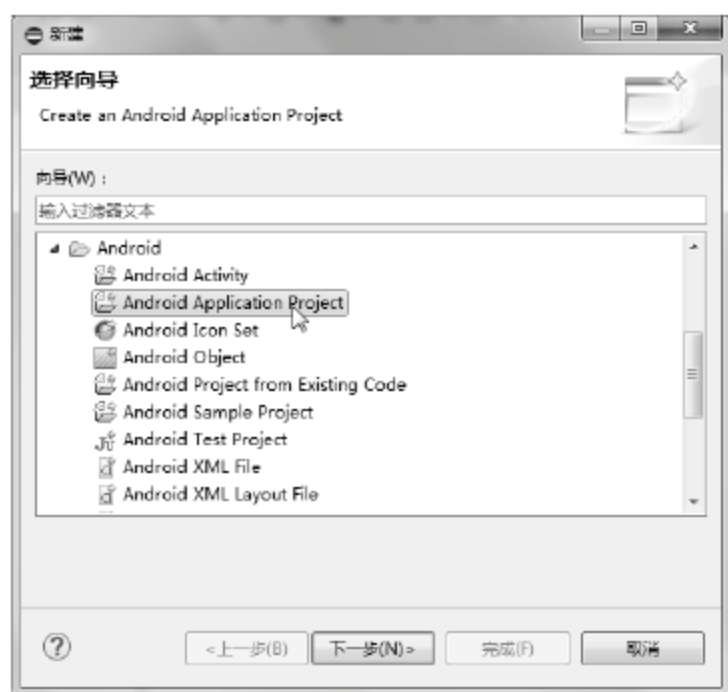 新建
选择向导
Create an Android Application Project
向导(W)：
输入过滤器文本
Android
Android Activity
Android Application Project
Android Icon Set
Android Object
Android Project from Existing Code
Android Sample Project
Android Test Project
Android XML File
Android XML Layout File
<上一步(B) 下一步(N)> 完成(F) 取消